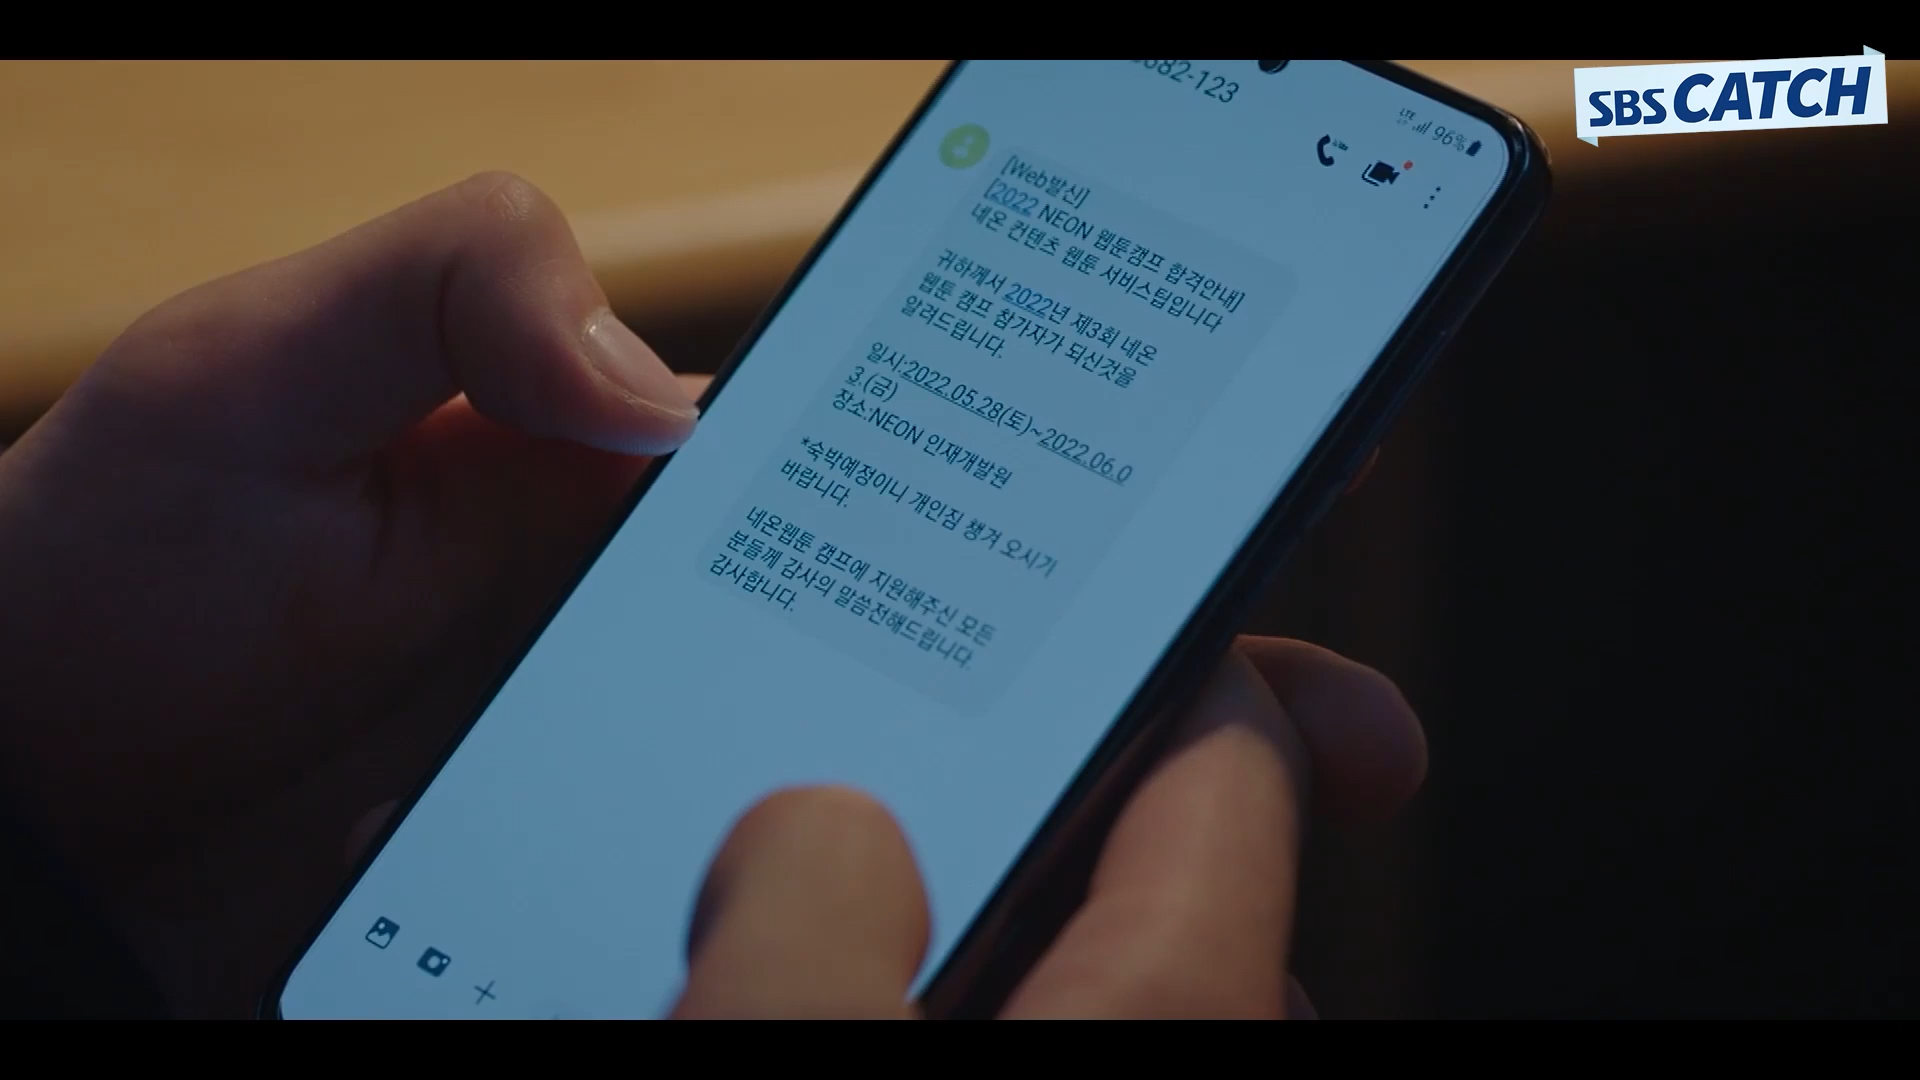 682-123
LTE 96%
SBS CATCH
[Web발신]
[2022 NEON 웹툰캠프 합격안내]
네온 컨텐츠 웹툰 서비스팀입니다
귀하께서 2022년 제3회 네온
웹툰 캠프 참가자가 되신것을
알려드립니다.
일시:2022.05.28(토)~2022.06.0
3.(금)
장소:NEON 인재개발원
*숙박예정이니 개인짐 챙겨 오시기
바랍니다.
네온웹툰 캠프에 지원해주신 모든
분들께 감사의 말씀전해드립니다.
감사합니다.